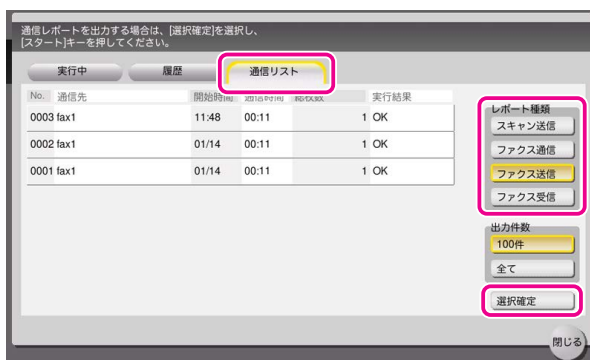 通信レポートを出力する場合は、[選択確定]を選択し、
[スタート]キーを押してください。
実行中 履歴 通信リスト
No. 通信先 開始時間 通信時間 総枚数 実行結果
0003 fax1 11:48 00:11 1 OK
0002 fax1 01/14 00:11 1 OK
0001 fax1 01/14 00:11 1 OK
レポート種類
スキャン送信
ファクス通信
ファクス送信
ファクス受信
出力件数
100件
全て
選択確定
閉じる